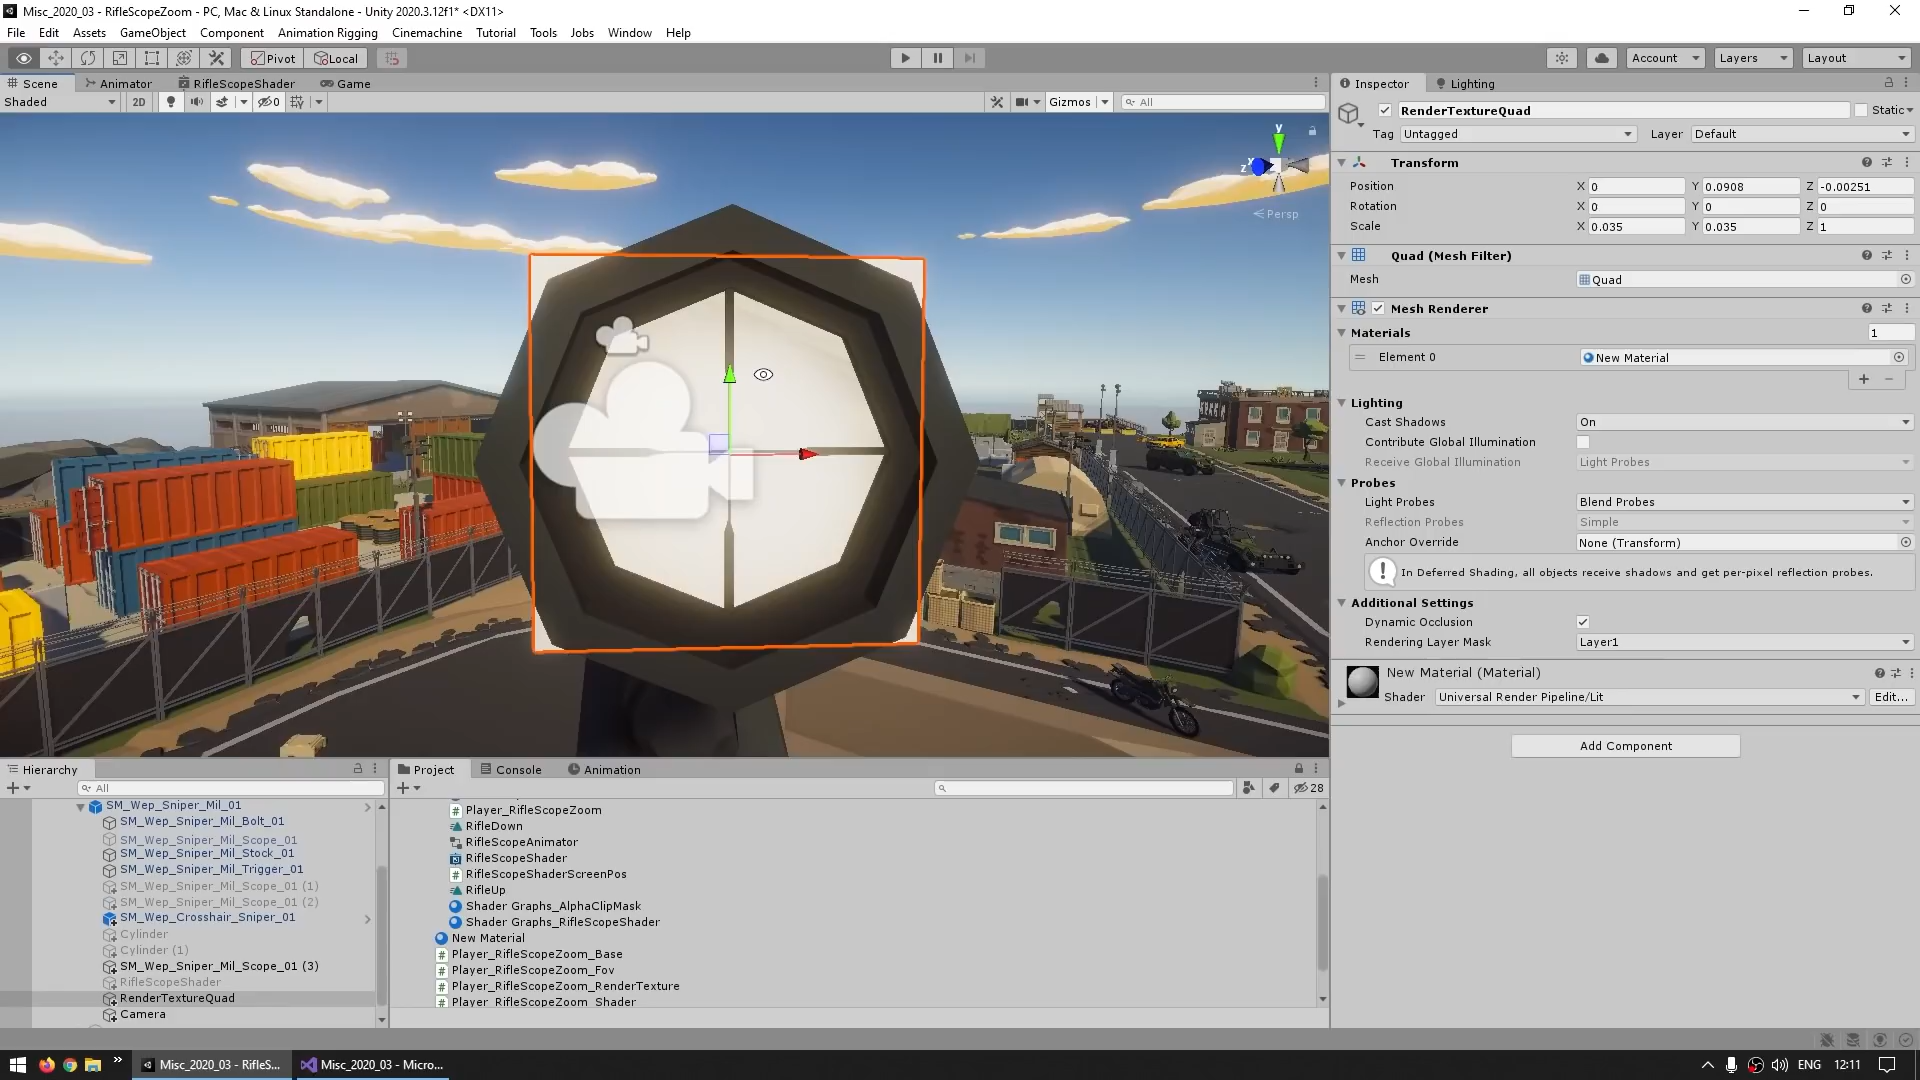 Misc_2020_03 - RifleScopeZoom - PC, Mac & Linux Standalone - Unity 2020.3.12f1* <DX11>
File Edit Assets GameObject Component Animation Rigging Cinemachine Tutorial Tools Jobs Window Help
Pivot Local Account Layers Layout
Scene Animator RifleScopeShader Game
Shaded 2D 0 Gizmos All
y
x
z
Persp
Inspector Lighting
RenderTextureQuad Static
Tag Untagged Layer Default
Transform
Position X 0 Y 0.0908 Z -0.00251
Rotation X 0 Y 0 Z 0
Scale X 0.035 Y 0.035 Z 1
Quad (Mesh Filter)
Mesh Quad
Mesh Renderer
Materials 1
Element 0 New Material
Lighting
Cast Shadows On
Contribute Global Illumination
Receive Global Illumination Light Probes
Probes
Light Probes Blend Probes
Reflection Probes Simple
Anchor Override None (Transform)
In Deferred Shading, all objects receive shadows and get per-pixel reflection probes.
Additional Settings
Dynamic Occlusion
Rendering Layer Mask Layer1
New Material (Material)
Shader Universal Render Pipeline/Lit Edit...
Add Component
Hierarchy
All
SM_Wep_Sniper_Mil_01
SM_Wep_Sniper_Mil_Bolt_01
SM_Wep_Sniper_Mil_Scope_01
SM_Wep_Sniper_Mil_Stock_01
SM_Wep_Sniper_Mil_Trigger_01
SM_Wep_Sniper_Mil_Scope_01 (1)
SM_Wep_Sniper_Mil_Scope_01 (2)
SM_Wep_Crosshair_Sniper_01
Cylinder
Cylinder (1)
SM_Wep_Sniper_Mil_Scope_01 (3)
RifleScopeShader
RenderTextureQuad
Camera
Project Console Animation
28
Player_RifleScopeZoom
RifleDown
RifleScopeAnimator
RifleScopeShader
RifleScopeShaderScreenPos
RifleUp
Shader Graphs_AlphaClipMask
Shader Graphs_RifleScopeShader
New Material
Player_RifleScopeZoom_Base
Player_RifleScopeZoom_Fov
Player_RifleScopeZoom_RenderTexture
Player_RifleScopeZoom_Shader
Misc_2020_03 - RifleS... Misc_2020_03 - Micro... ENG 12:11